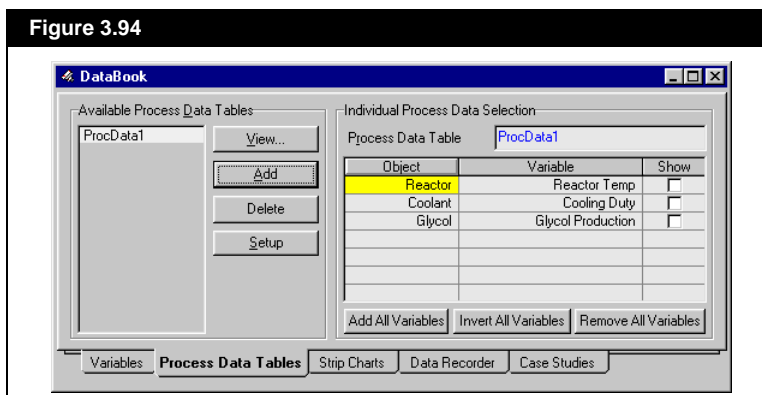 Figure 3.94
DataBook
Available Process Data Tables
ProcData1
View...
Add
Delete
Setup
Individual Process Data Selection
Process Data Table ProcData1
Object Variable Show
Reactor Reactor Temp
Coolant Cooling Duty
Glycol Glycol Production
Add All Variables Invert All Variables Remove All Variables
Variables Process Data Tables Strip Charts Data Recorder Case Studies